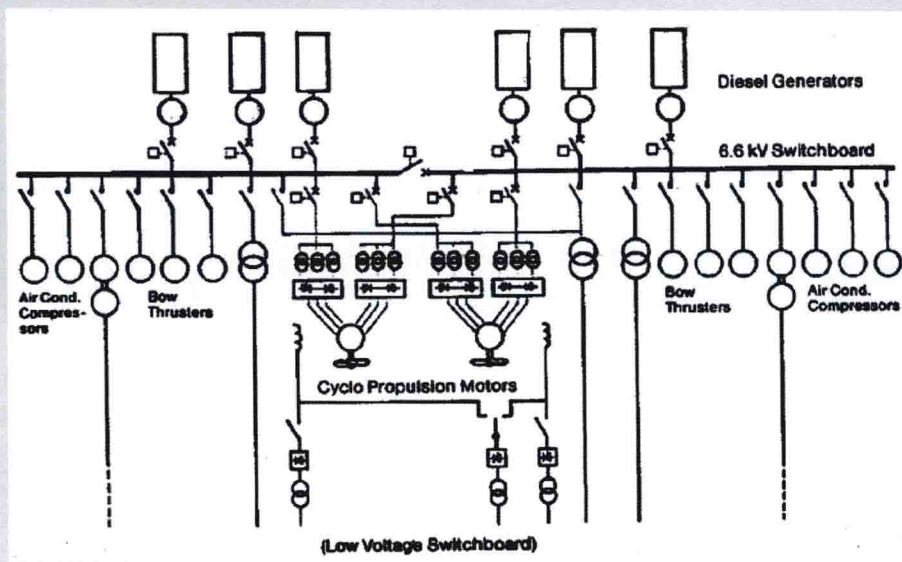 Diesel Generators
6.6 kV Switchboard
Air Cond.
Compres-
sors
Bow
Thrusters
Bow
Thrusters
Air Cond.
Compressors
Cyclo Propulsion Motors
(Low Voltage Switchboard)